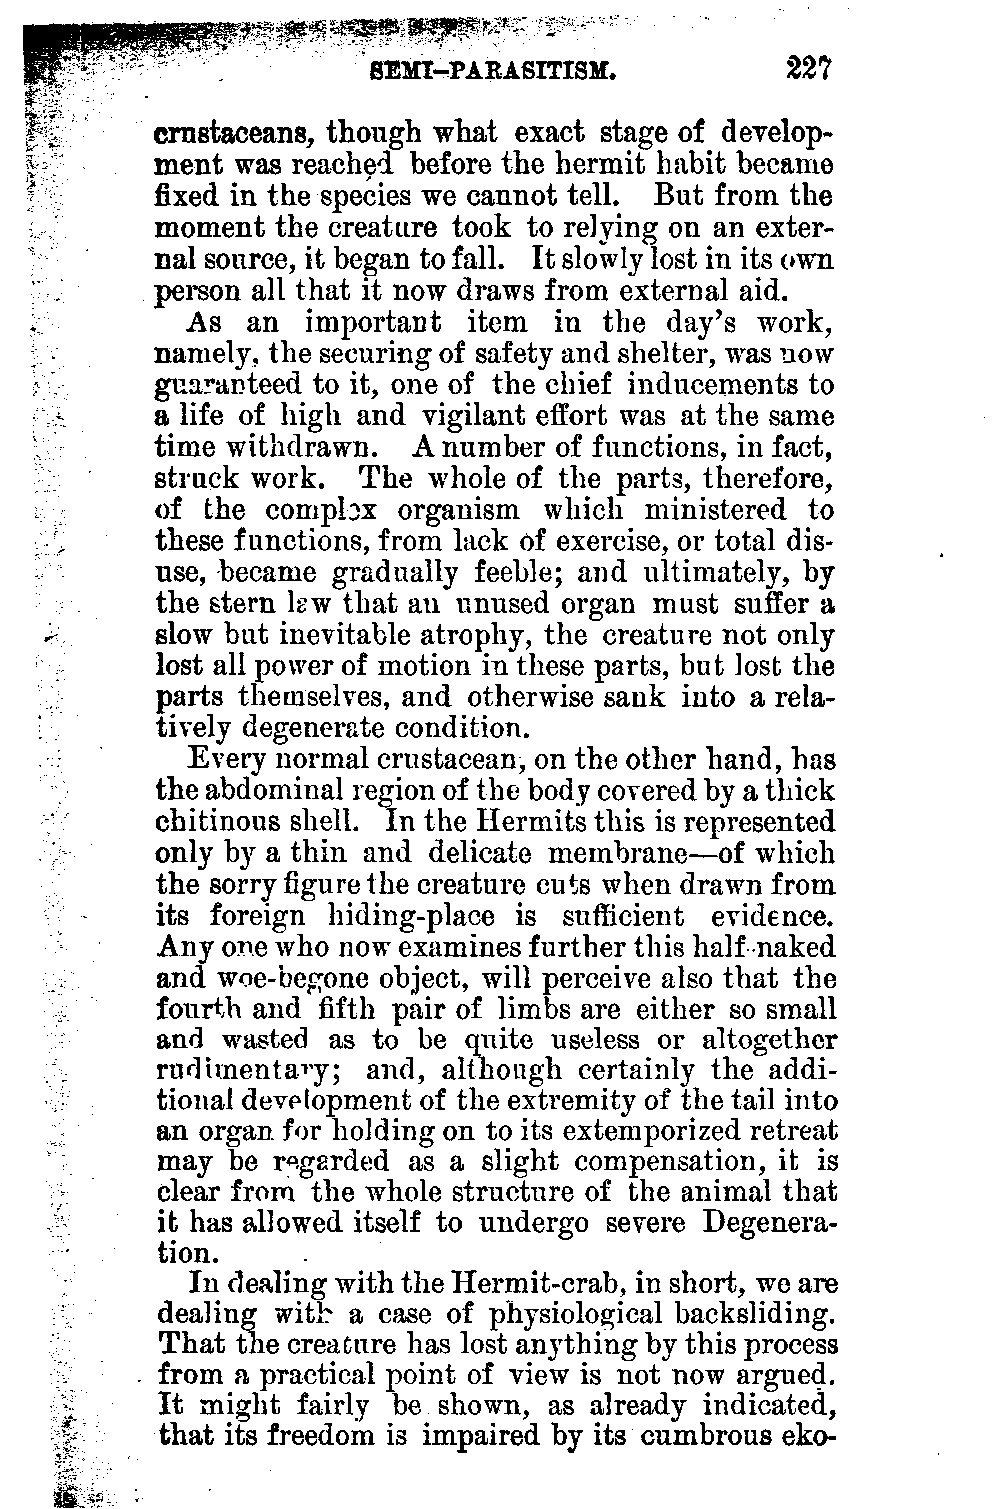 SEMI-PARASITISM. 227
crustaceans, though what exact stage of develop-
ment was reached before the hermit habit became
fixed in the species we cannot tell. But from the
moment the creature took to relying on an exter-
nal source, it began to fall. It slowly lost in its own
person all that it now draws from external aid.
As an important item in the day's work,
namely, the securing of safety and shelter, was now
guaranteed to it, one of the chief inducements to
a life of high and vigilant effort was at the same
time withdrawn. A number of functions, in fact,
struck work. The whole of the parts, therefore,
of the complex organism which ministered to
these functions, from lack of exercise, or total dis-
use, became gradually feeble; and ultimately, by
the stern law that an unused organ must suffer a
slow but inevitable atrophy, the creature not only
lost all power of motion in these parts, but lost the
parts themselves, and otherwise sank into a rela-
tively degenerate condition.
Every normal crustacean, on the other hand, has
the abdominal region of the body covered by a thick
chitinous shell. In the Hermits this is represented
only by a thin and delicate membrane—of which
the sorry figure the creature cuts when drawn from
its foreign hiding-place is sufficient evidence.
Any one who now examines further this half-naked
and woe-begone object, will perceive also that the
fourth and fifth pair of limbs are either so small
and wasted as to be quite useless or altogether
rudimentary; and, although certainly the addi-
tional development of the extremity of the tail into
an organ for holding on to its extemporized retreat
may be regarded as a slight compensation, it is
clear from the whole structure of the animal that
it has allowed itself to undergo severe Degenera-
tion.
In dealing with the Hermit-crab, in short, we are
dealing with a case of physiological backsliding.
That the creature has lost anything by this process
from a practical point of view is not now argued.
It might fairly be shown, as already indicated,
that its freedom is impaired by its cumbrous eko-